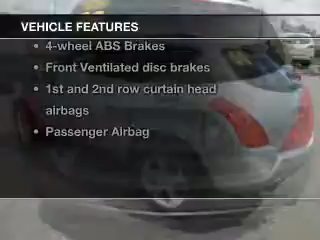 VEHICLE FEATURES
• 4-wheel ABS Brakes
• Front Ventilated disc brakes
• 1st and 2nd row curtain head
airbags
• Passenger Airbag